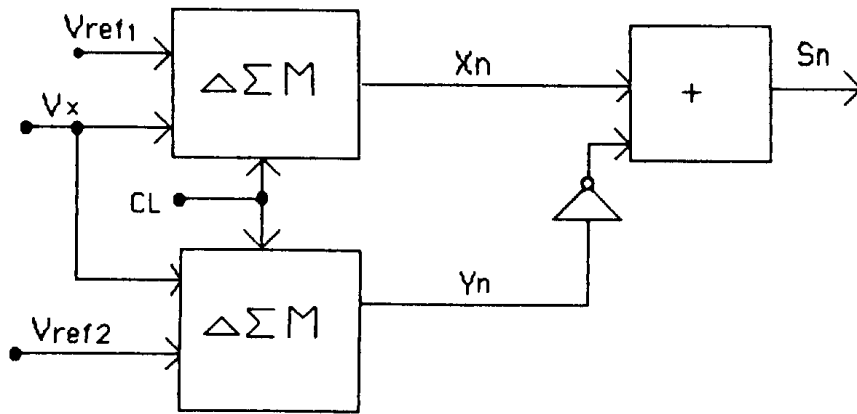 Vref1
ΔΣM
Xn
Sn
+
Vx
CL
Yn
ΔΣM
Vref2